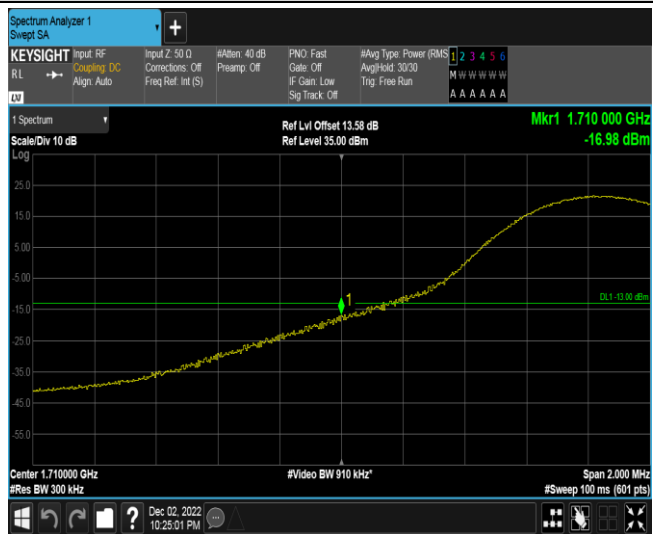 Spectrum Analyzer 1
Swept SA
+
KEYSIGHT
RL
LXI
Input: RF
Coupling: DC
Align: Auto
Input Z: 50 Ω
Corrections: Off
Freq Ref: Int (S)
#Atten: 40 dB
Preamp: Off
PNO: Fast
Gate: Off
IF Gain: Low
Sig Track: Off
#Avg Type: Power (RMS
Avg|Hold: 30/30
Trig: Free Run
1 2 3 4 5 6
M W W W W W
A A A A A A
1 Spectrum
Scale/Div 10 dB
Ref Lvl Offset 13.58 dB
Ref Level 35.00 dBm
Mkr1 1.710 000 GHz
-16.98 dBm
Log
25.0
15.0
5.00
-5.00
-15.0
-25.0
-35.0
-45.0
-55.0
1
DL1 -13.00 dBm
Center 1.710000 GHz
#Res BW 300 kHz
#Video BW 910 kHz*
Span 2.000 MHz
#Sweep 100 ms (601 pts)
?
Dec 02, 2022
10:25:01 PM